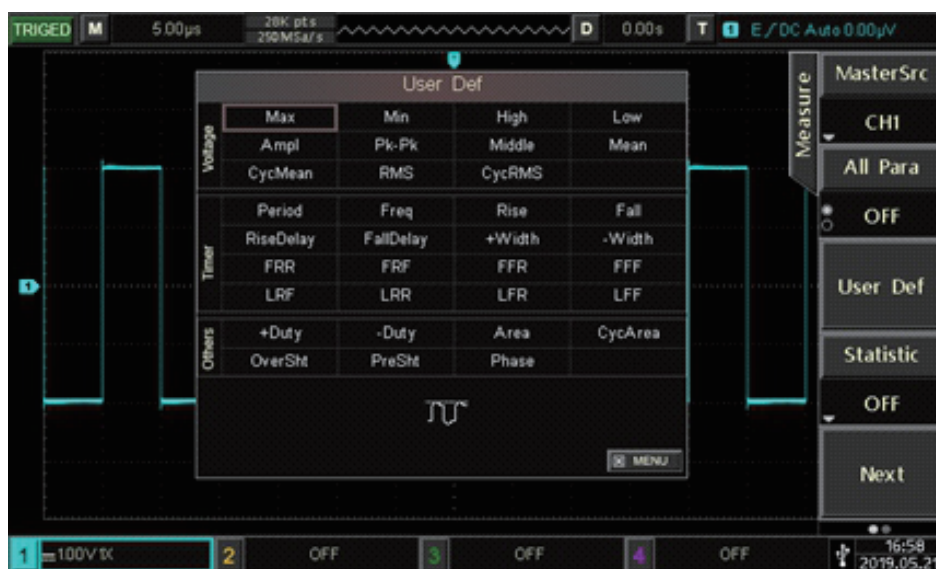 TRIGED M 5.00μs 28K pts 250MSa/s D 0.00s T 1 E DC Auto 0.00μV
User Def
Voltage
Max Min High Low
Ampl Pk-Pk Middle Mean
CycMean RMS CycRMS
Timer
Period Freq Rise Fall
RiseDelay FallDelay +Width -Width
FRR FRF FFR FFF
LRF LRR LFR LFF
Others
+Duty -Duty Area CycArea
OverSht PreSht Phase
MENU
1
Measure
MasterSrc
CH1
All Para
OFF
User Def
Statistic
OFF
Next
1 1.00V 1X 2 OFF 3 OFF 4 OFF
16:58
2019.05.21